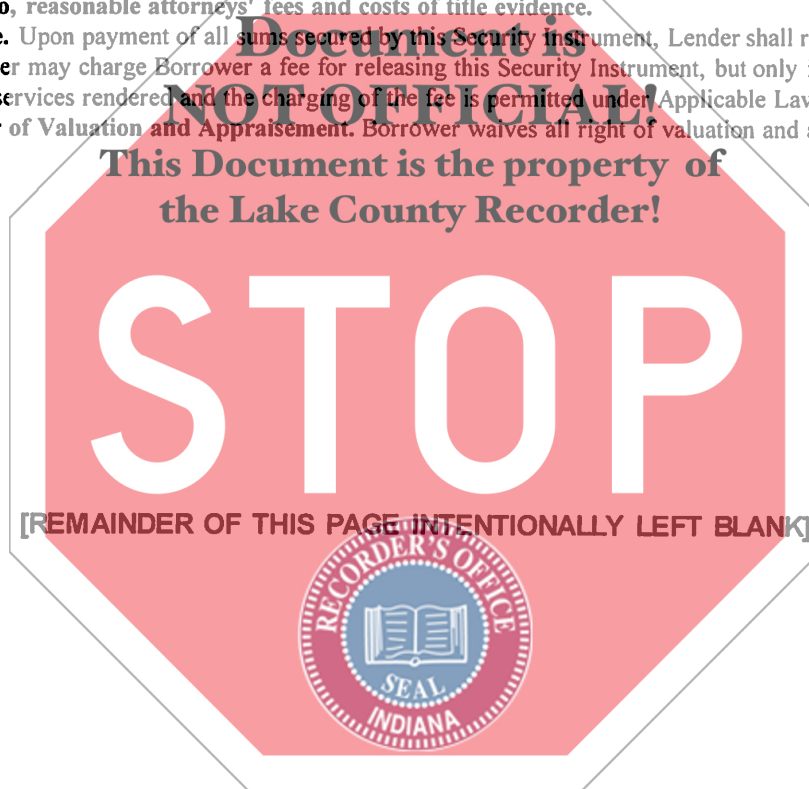 o, reasonable attorneys' fees and costs of title evidence.
e. Upon payment of all sums secured by this Security Instrument, Lender shall r
er may charge Borrower a fee for releasing this Security Instrument, but only
services rendered and the charging of the fee is permitted under Applicable Lav
r of Valuation and Appraisement. Borrower waives all right of valuation and a
Document is
NOT OFFICIAL!
This Document is the property of
the Lake County Recorder!
STOP
[REMAINDER OF THIS PAGE INTENTIONALLY LEFT BLANK]
RECORDER'S OFFICE
SEAL
INDIANA